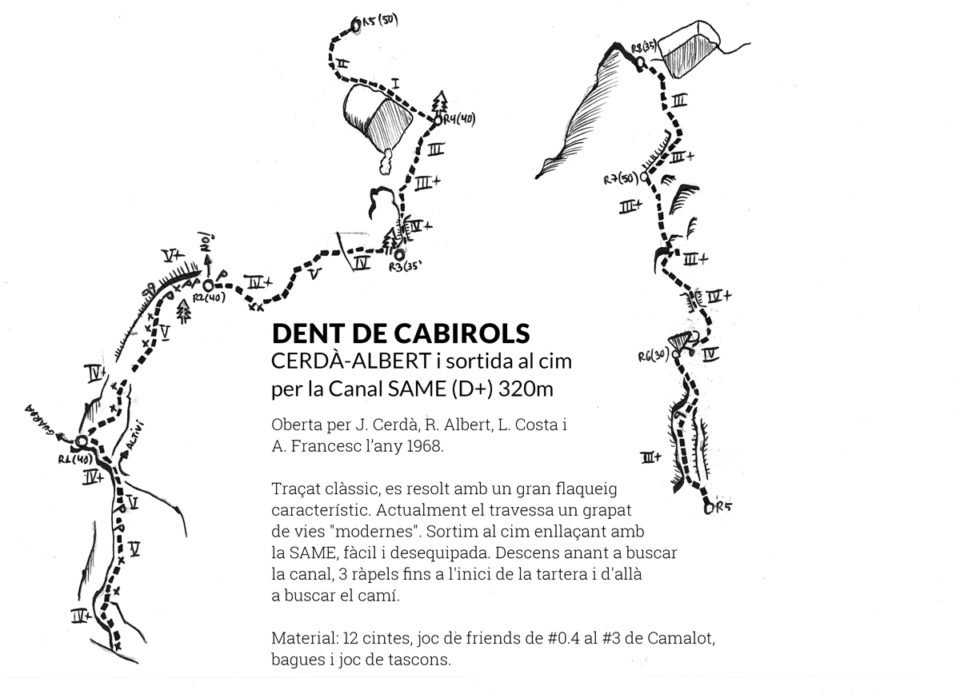 R5(50)
II
I
R4(40)
III
III+
IV+
R3(35'
IV
V
IV+
NO!
V+
R2(40)
V
IV+
GUARDA
R1(40)
ALTIVI
IV+
V
V
IV+
R8(35)
III
III+
R7(50)
III+
III+
IV+
R6(30)
IV
III+
R5
DENT DE CABIROLS
CERDÀ-ALBERT i sortida al cim
per la Canal SAME (D+) 320m
Oberta per J. Cerdà, R. Albert, L. Costa i
A. Francesc l'any 1968.
Traçat clàssic, es resolt amb un gran flaqueig
característic. Actualment el travessa un grapat
de vies "modernes". Sortim al cim enllaçant amb
la SAME, fàcil i desequipada. Descens anant a buscar
la canal, 3 ràpels fins a l'inici de la tartera i d'allà
a buscar el camí.
Material: 12 cintes, joc de friends de #0.4 al #3 de Camalot,
bagues i joc de tascons.